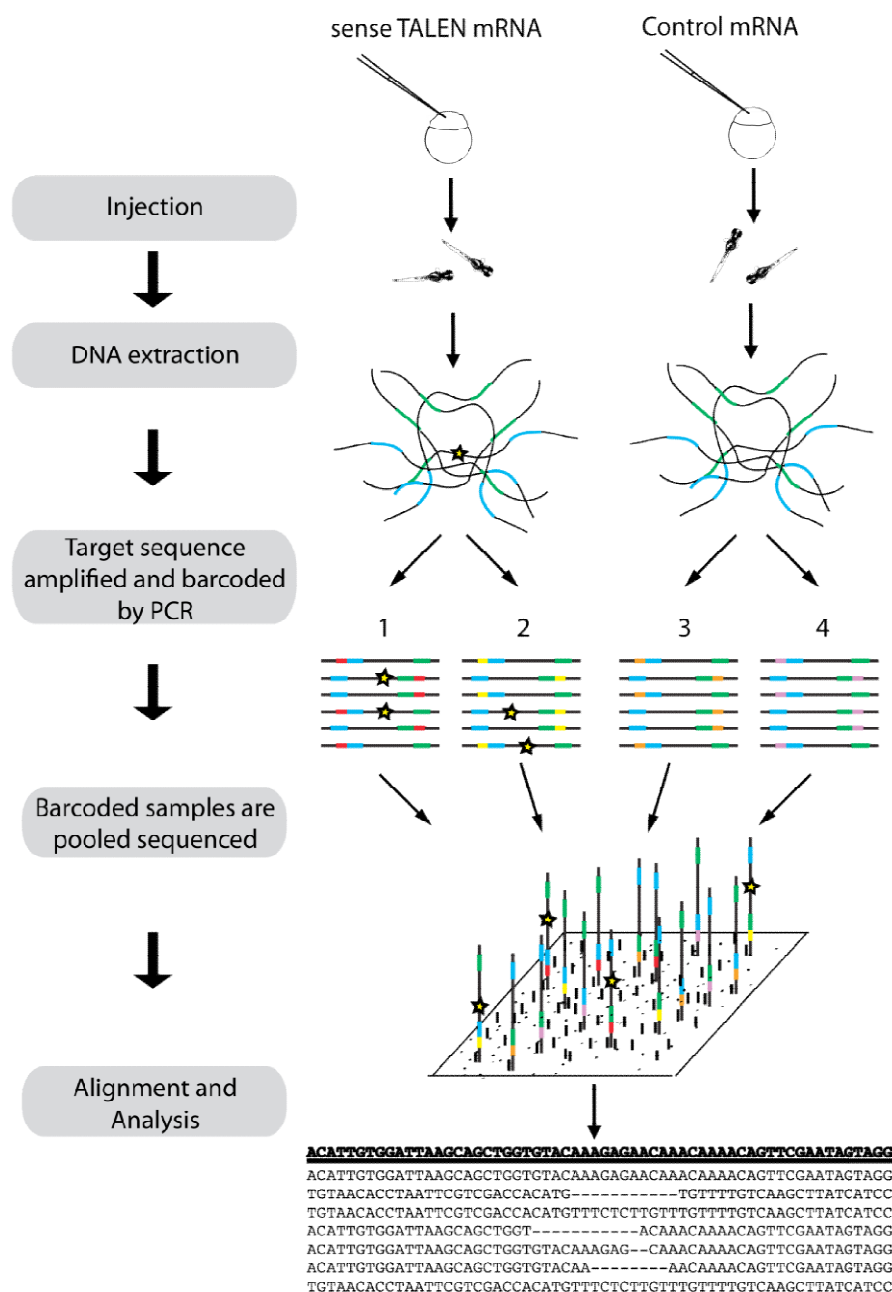 sense TALEN mRNA
Control mRNA
Injection
DNA extraction
Target sequence
amplified and barcoded
by PCR
1 2 3 4
Barcoded samples are
pooled sequenced
Alignment and
Analysis
ACATTGTGGATTAAGCAGCTGGTGTACAAAGAGAACAAACAAAACAGTTCGAATAGTAGG
ACATTGTGGATTAAGCAGCTGGTGTACAAAGAGAACAAACAAAACAGTTCGAATAGTAGG
TGTAACACCTAATTCGTCGACCACATG-----------TGTTTTGTCAAGCTTATCATCC
TGTAACACCTAATTCGTCGACCACATGTTTCTCTTGTTTGTTTTGTCAAGCTTATCATCC
ACATTGTGGATTAAGCAGCTGGT-----------ACAAACAAAACAGTTCGAATAGTAGG
ACATTGTGGATTAAGCAGCTGGTGTACAAAGAG--CAAACAAAACAGTTCGAATAGTAGG
ACATTGTGGATTAAGCAGCTGGTGTACAA--------AACAAAACAGTTCGAATAGTAGG
TGTAACACCTAATTCGTCGACCACATGTTTCTCTTGTTTGTTTTGTCAAGCTTATCATCC